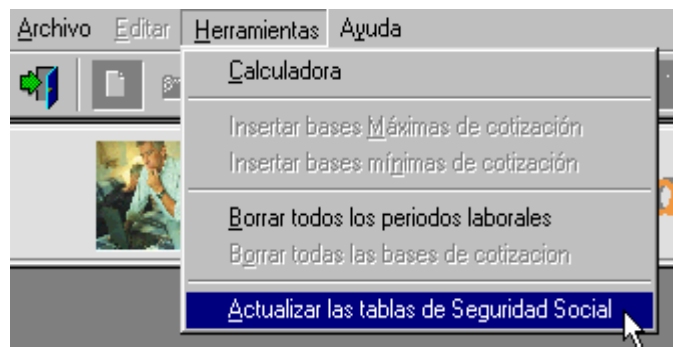 Archivo Editar Herramientas Ayuda
Calculadora
Insertar bases Máximas de cotización
Insertar bases mínimas de cotización
Borrar todos los periodos laborales
Borrar todas las bases de cotizacion
Actualizar las tablas de Seguridad Social